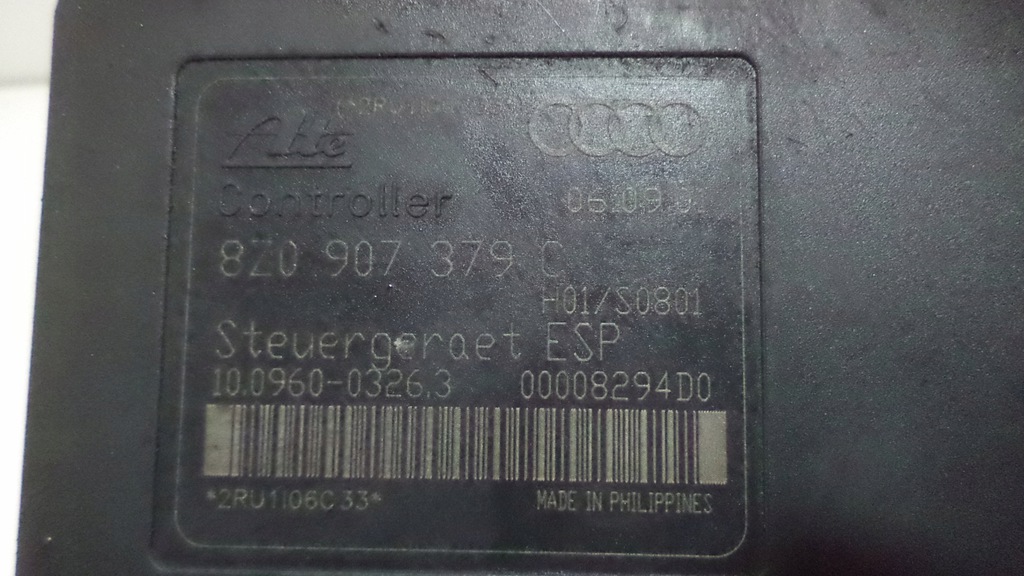 Ate
Controller
8Z0 907 379 C
H01/S0801
Steuergeraet ESP
10.0960-0326.3 00008294D0
*2RU1I06C33*
MADE IN PHILIPPINES